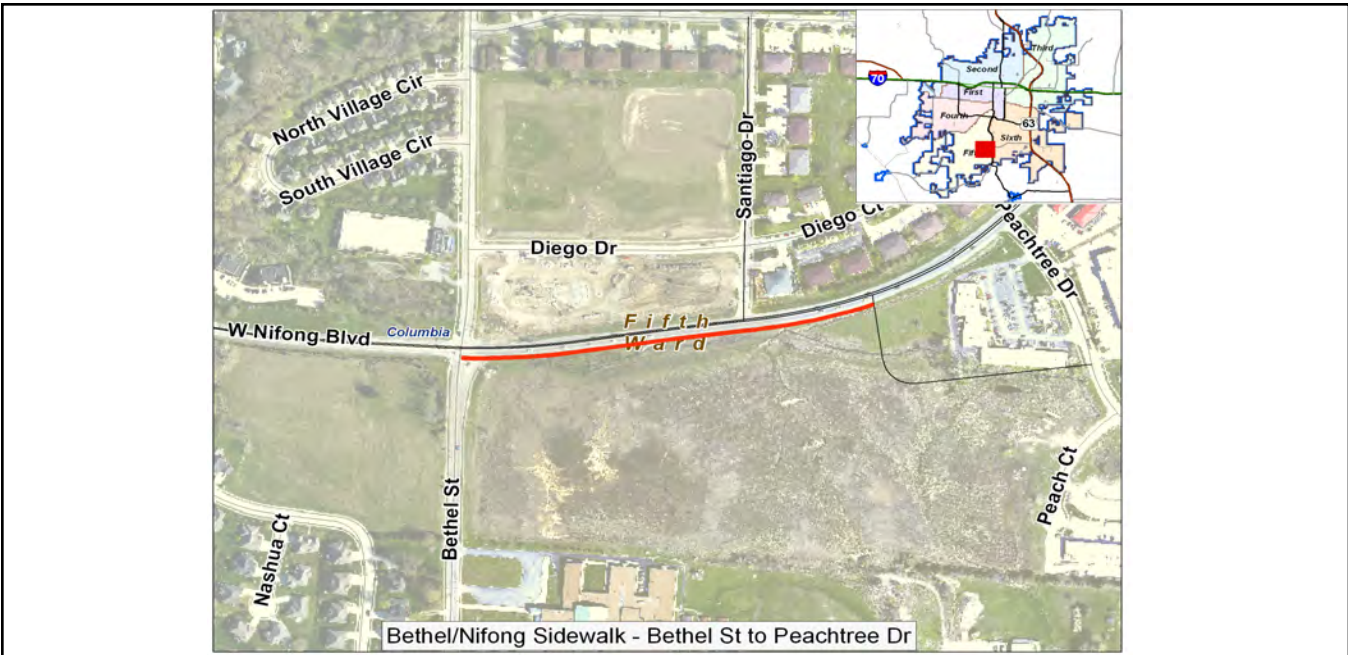 North Village Cir
South Village Cir
Santiago Dr
Diego Dr
Diego Ct
Peachtree Dr
W Nifong Blvd
Columbia
Fifth
Ward
Bethel St
Nashua Ct
Peach Ct
Third
Second
First
Fourth
Sixth
70
63
Bethel/Nifong Sidewalk - Bethel St to Peachtree Dr